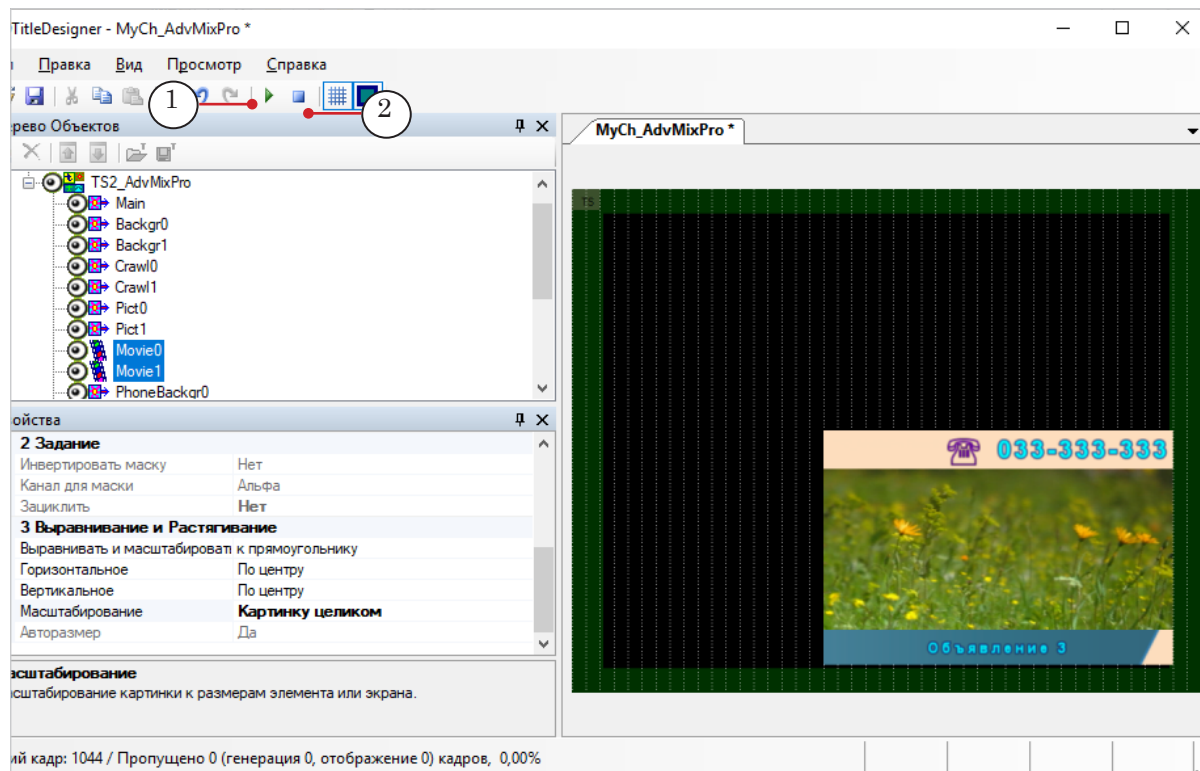 TitleDesigner - MyCh_AdvMixPro *
Правка Вид Просмотр Справка
1
2
рево Объектов
MyCh_AdvMixPro *
TS2_AdvMixPro
Main
Backgr0
Backgr1
Crawl0
Crawl1
Pict0
Pict1
Movie0
Movie1
PhoneBackgr0
TS
033-333-333
Объявление 3
ойства
2 Задание
Инвертировать маску Нет
Канал для маски Альфа
Зациклить Нет
3 Выравнивание и Растягивание
Выравнивать и масштабироват к прямоугольнику
Горизонтальное По центру
Вертикальное По центру
Масштабирование Картинку целиком
Авторазмер Да
асштабирование
асштабирование картинки к размерам элемента или экрана.
ий кадр: 1044 / Пропущено 0 (генерация 0, отображение 0) кадров, 0,00%